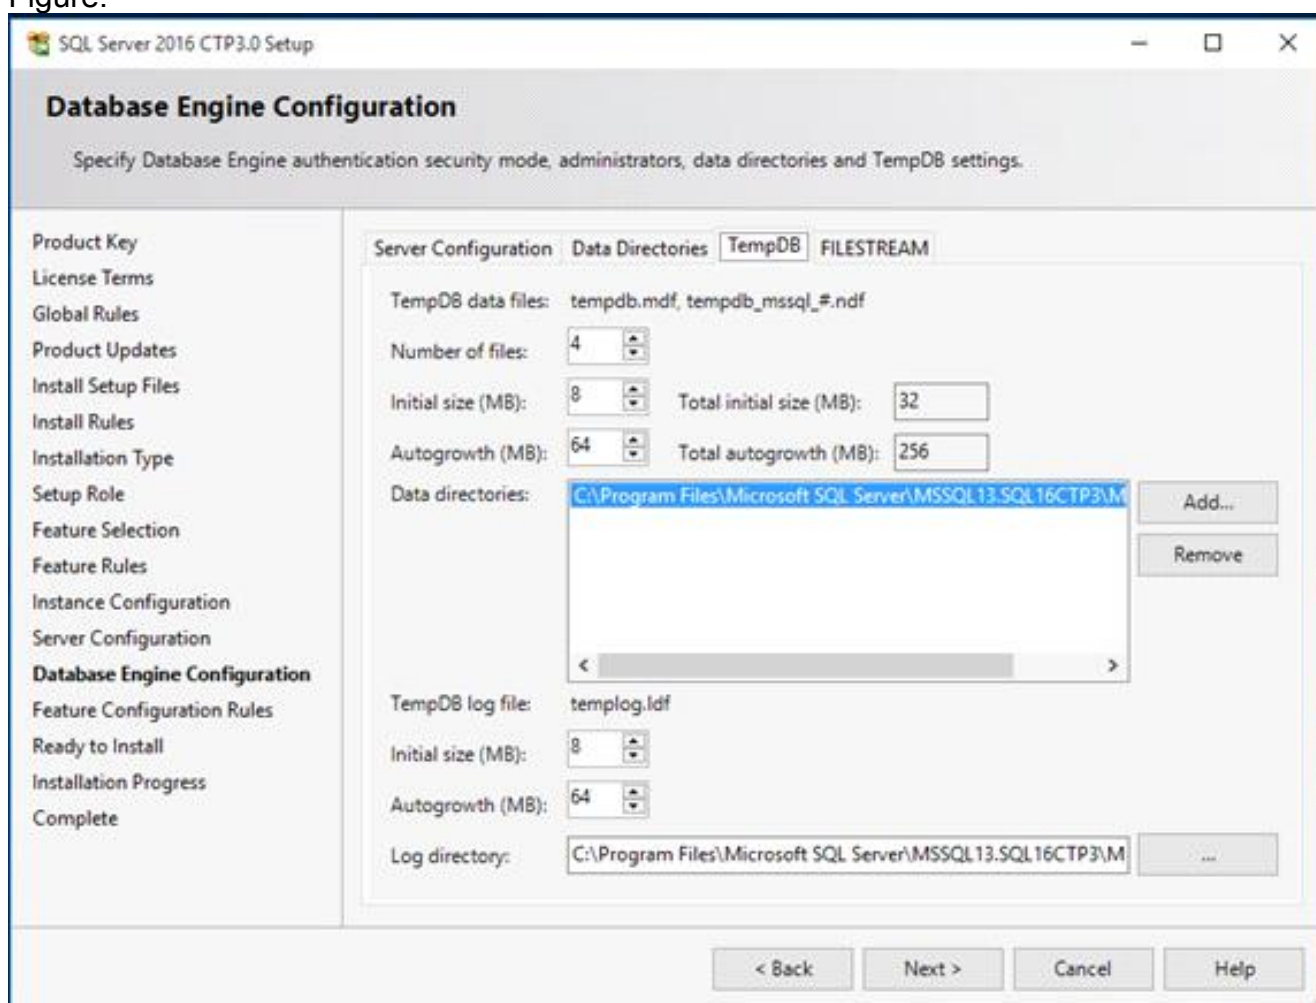 Figure:
SQL Server 2016 CTP3.0 Setup
Database Engine Configuration
Specify Database Engine authentication security mode, administrators, data directories and TempDB settings.
Product Key
License Terms
Global Rules
Product Updates
Install Setup Files
Install Rules
Installation Type
Setup Role
Feature Selection
Feature Rules
Instance Configuration
Server Configuration
Database Engine Configuration
Feature Configuration Rules
Ready to Install
Installation Progress
Complete
Server Configuration Data Directories TempDB FILESTREAM
TempDB data files: tempdb.mdf, tempdb_mssql_#.ndf
Number of files: 4
Initial size (MB): 8 Total initial size (MB): 32
Autogrowth (MB): 64 Total autogrowth (MB): 256
Data directories: C:\Program Files\Microsoft SQL Server\MSSQL13.SQL16CTP3\M Add...
Remove
TempDB log file: templog.ldf
Initial size (MB): 8
Autogrowth (MB): 64
Log directory: C:\Program Files\Microsoft SQL Server\MSSQL13.SQL16CTP3\M ...
< Back Next > Cancel Help